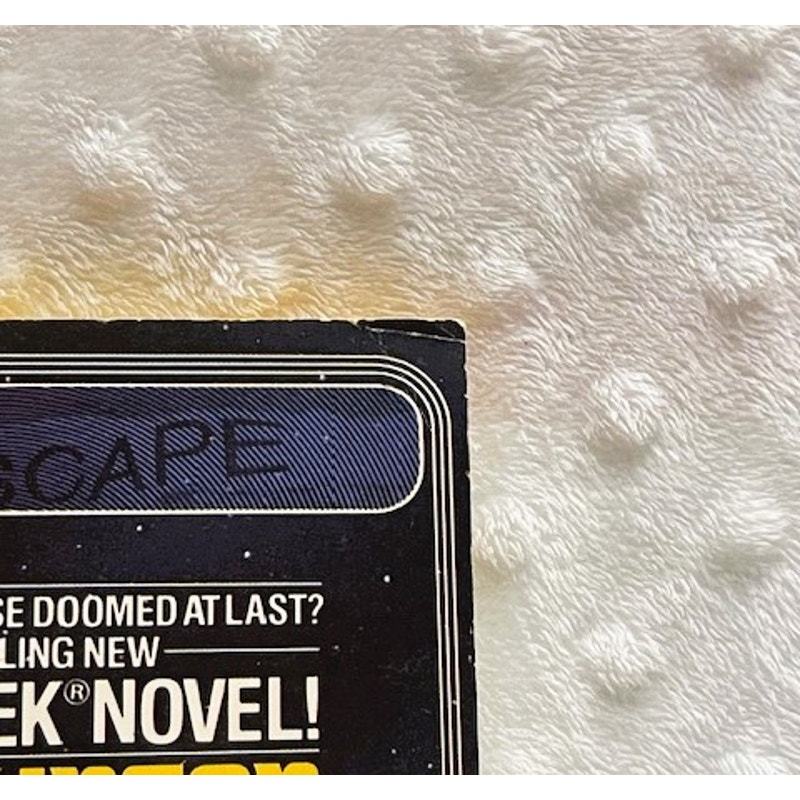 SCAPE
SE DOOMED AT LAST?
LING NEW
EK® NOVEL!